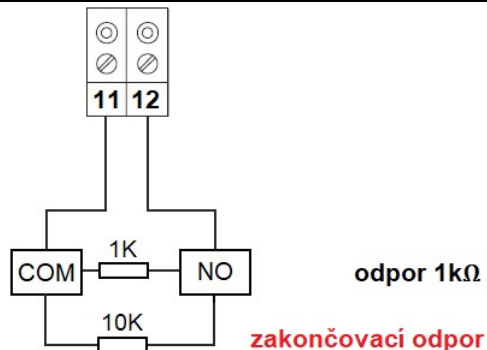 11 12
1K
COM NO
odpor 1kΩ
10K
zakončovací odpor